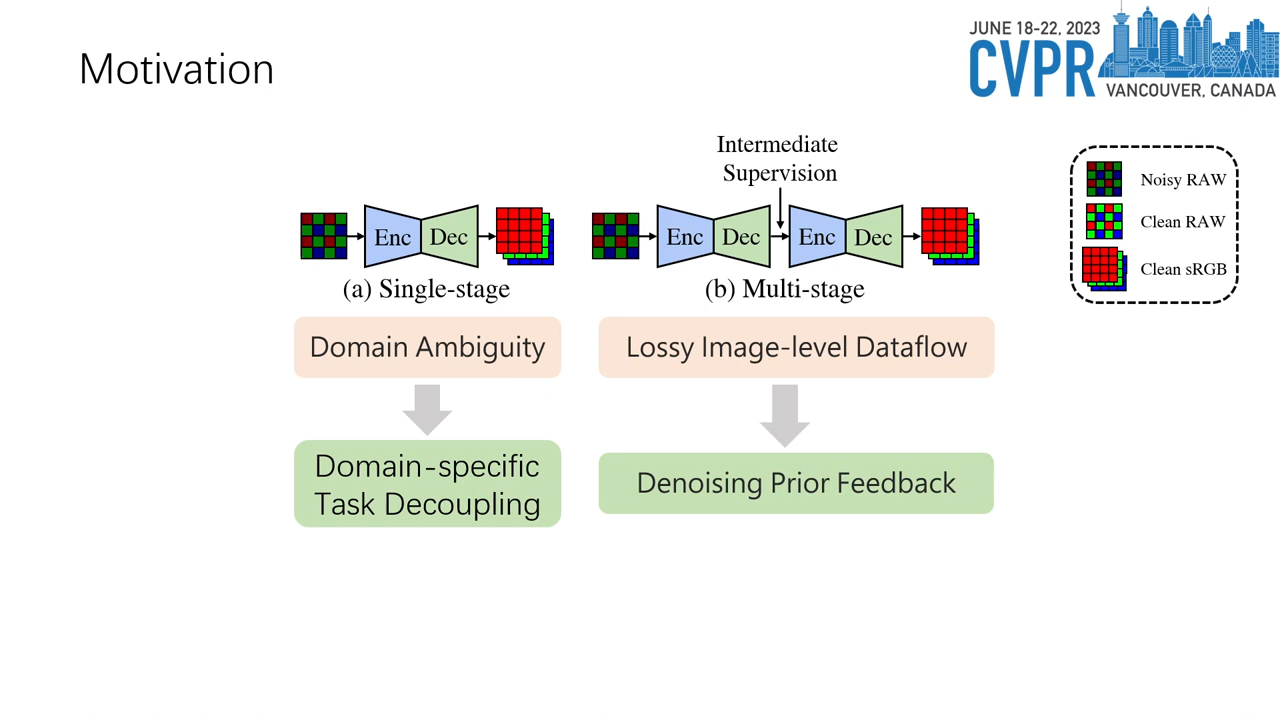 Motivation
JUNE 18-22, 2023
CVPR
VANCOUVER, CANADA
Intermediate
Supervision
Enc
Dec
(a) Single-stage
Enc
Dec
Enc
Dec
(b) Multi-stage
Noisy RAW
Clean RAW
Clean sRGB
Domain Ambiguity
Lossy Image-level Dataflow
Domain-specific
Task Decoupling
Denoising Prior Feedback